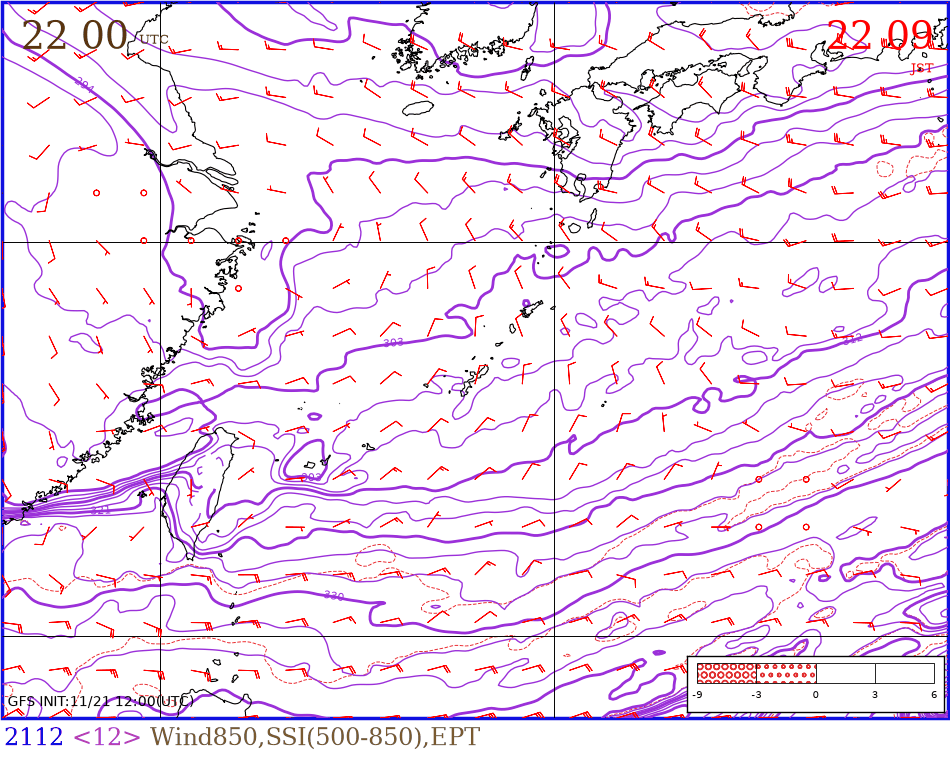 22 00 UTC
22 09
JST
294
303
312
303
321
330
-9 -3 0 3 6
GFS INIT:11/21 12:00(UTC)
2112 <12> Wind850,SSI(500-850),EPT